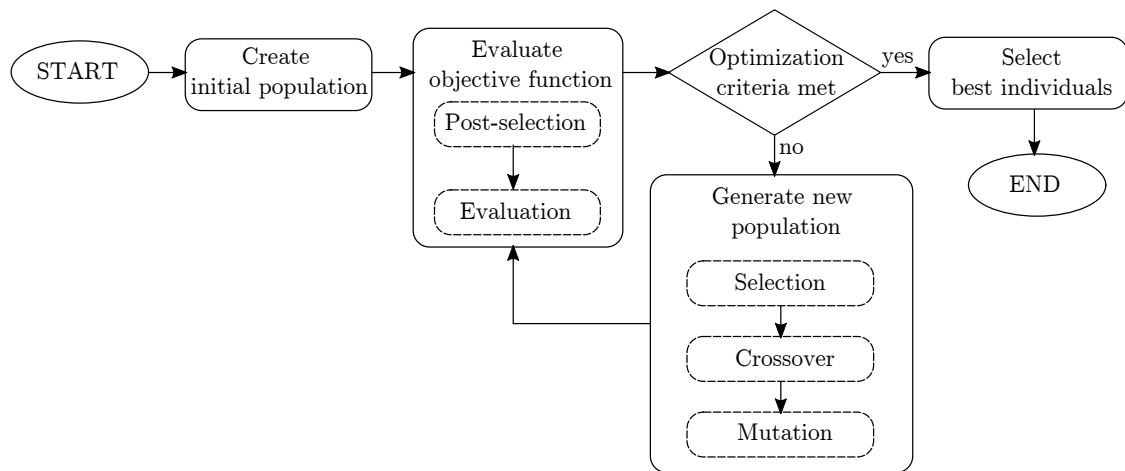 START
Create
initial population
Evaluate
objective function
Post-selection
Evaluation
Optimization
criteria met
yes
no
Select
best individuals
END
Generate new
population
Selection
Crossover
Mutation